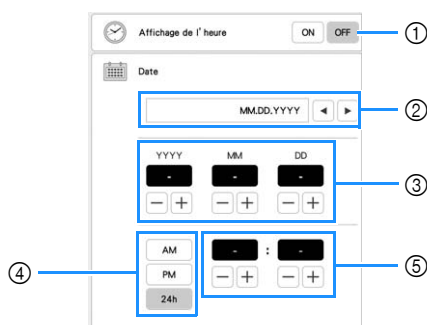 Affichage de l'heure ON OFF ①
Date
MM.DD.YYYY ◄ ► ②
YYYY MM DD
- - -
− + − + − + ③
AM
PM
24h
④
- : -
− + − + ⑤